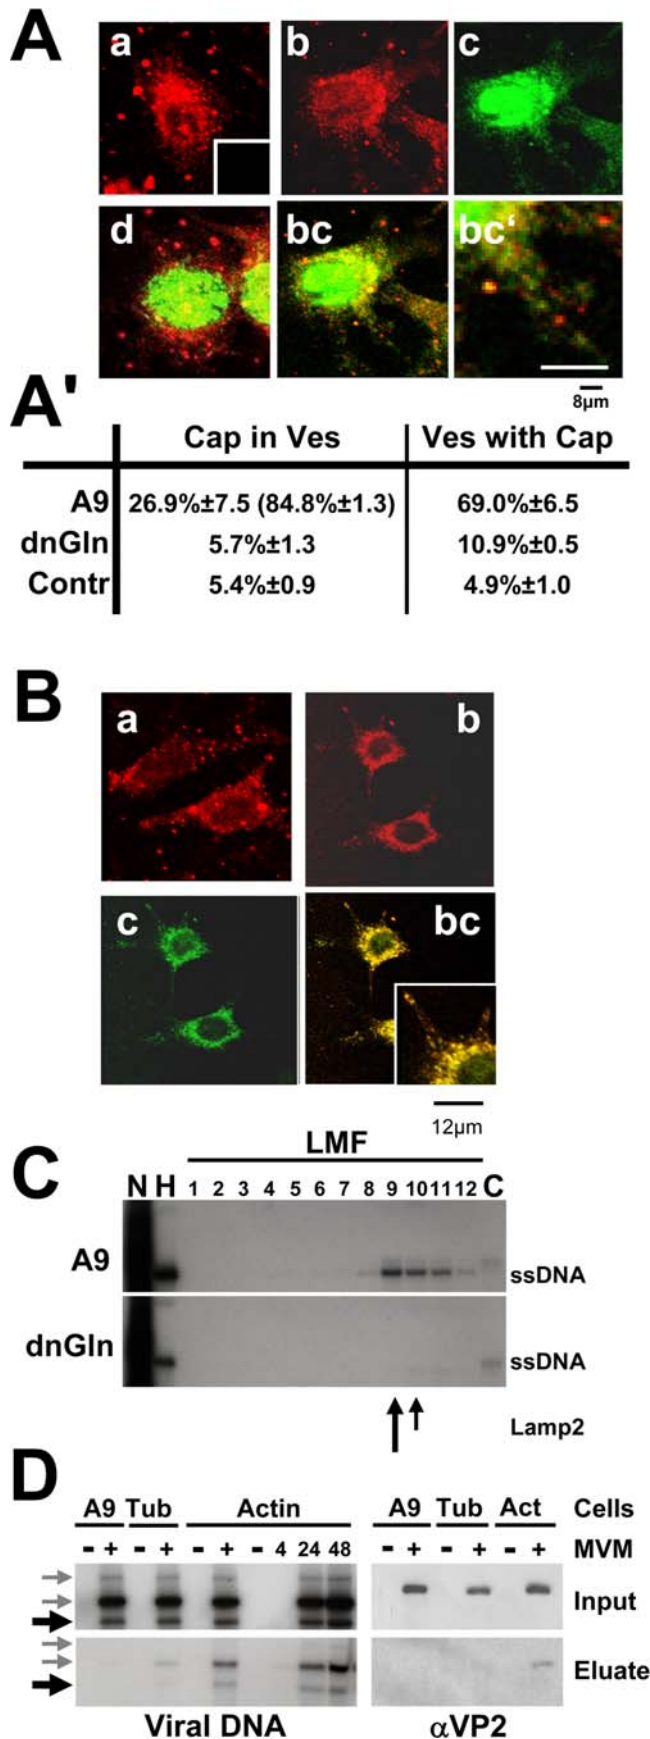 A
a b c
d bc bc'
8µm
A'
Cap in Ves Ves with Cap
A9 26.9%±7.5 (84.8%±1.3) 69.0%±6.5
dnGln 5.7%±1.3 10.9%±0.5
Contr 5.4%±0.9 4.9%±1.0
B
a b
c bc
12µm
C
LMF
N H 1 2 3 4 5 6 7 8 9 10 11 12 C
A9 ssDNA
dnGln ssDNA
Lamp2
D
A9 Tub Actin A9 Tub Act Cells
- + - + - + - 4 24 48 - + - + - + MVM
Input
Eluate
Viral DNA αVP2